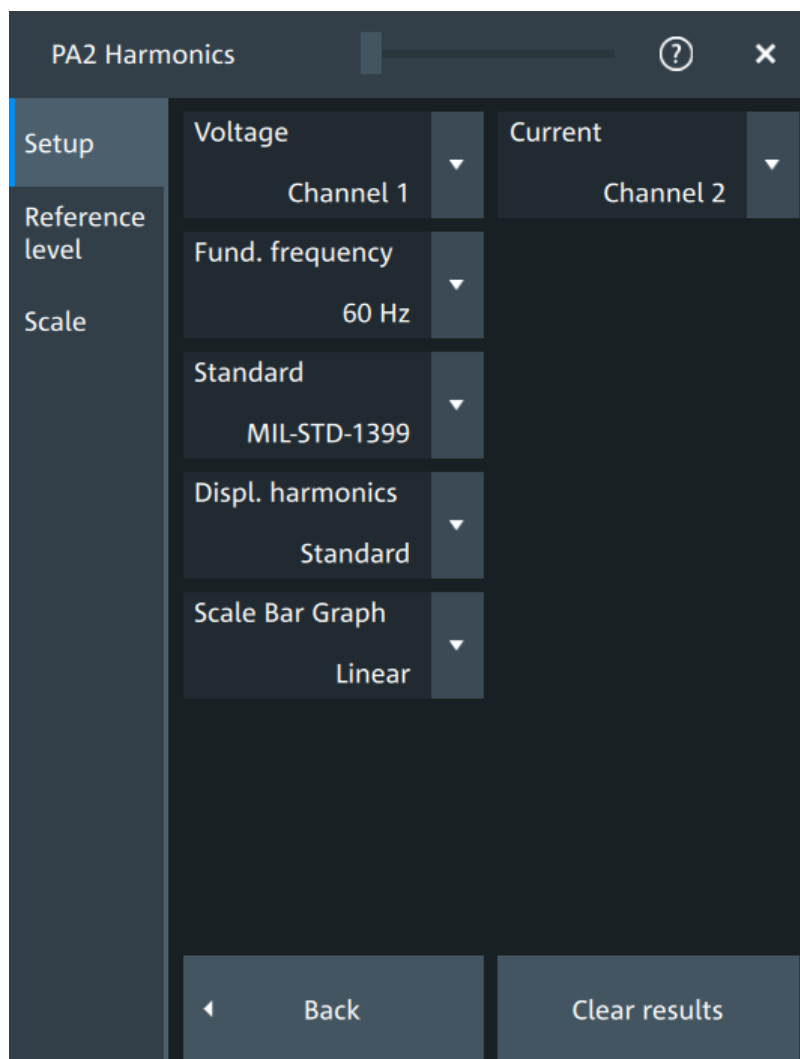 PA2 Harmonics
?
×
Setup
Reference
level
Scale
Voltage
Channel 1
Current
Channel 2
Fund. frequency
60 Hz
Standard
MIL-STD-1399
Displ. harmonics
Standard
Scale Bar Graph
Linear
Back
Clear results